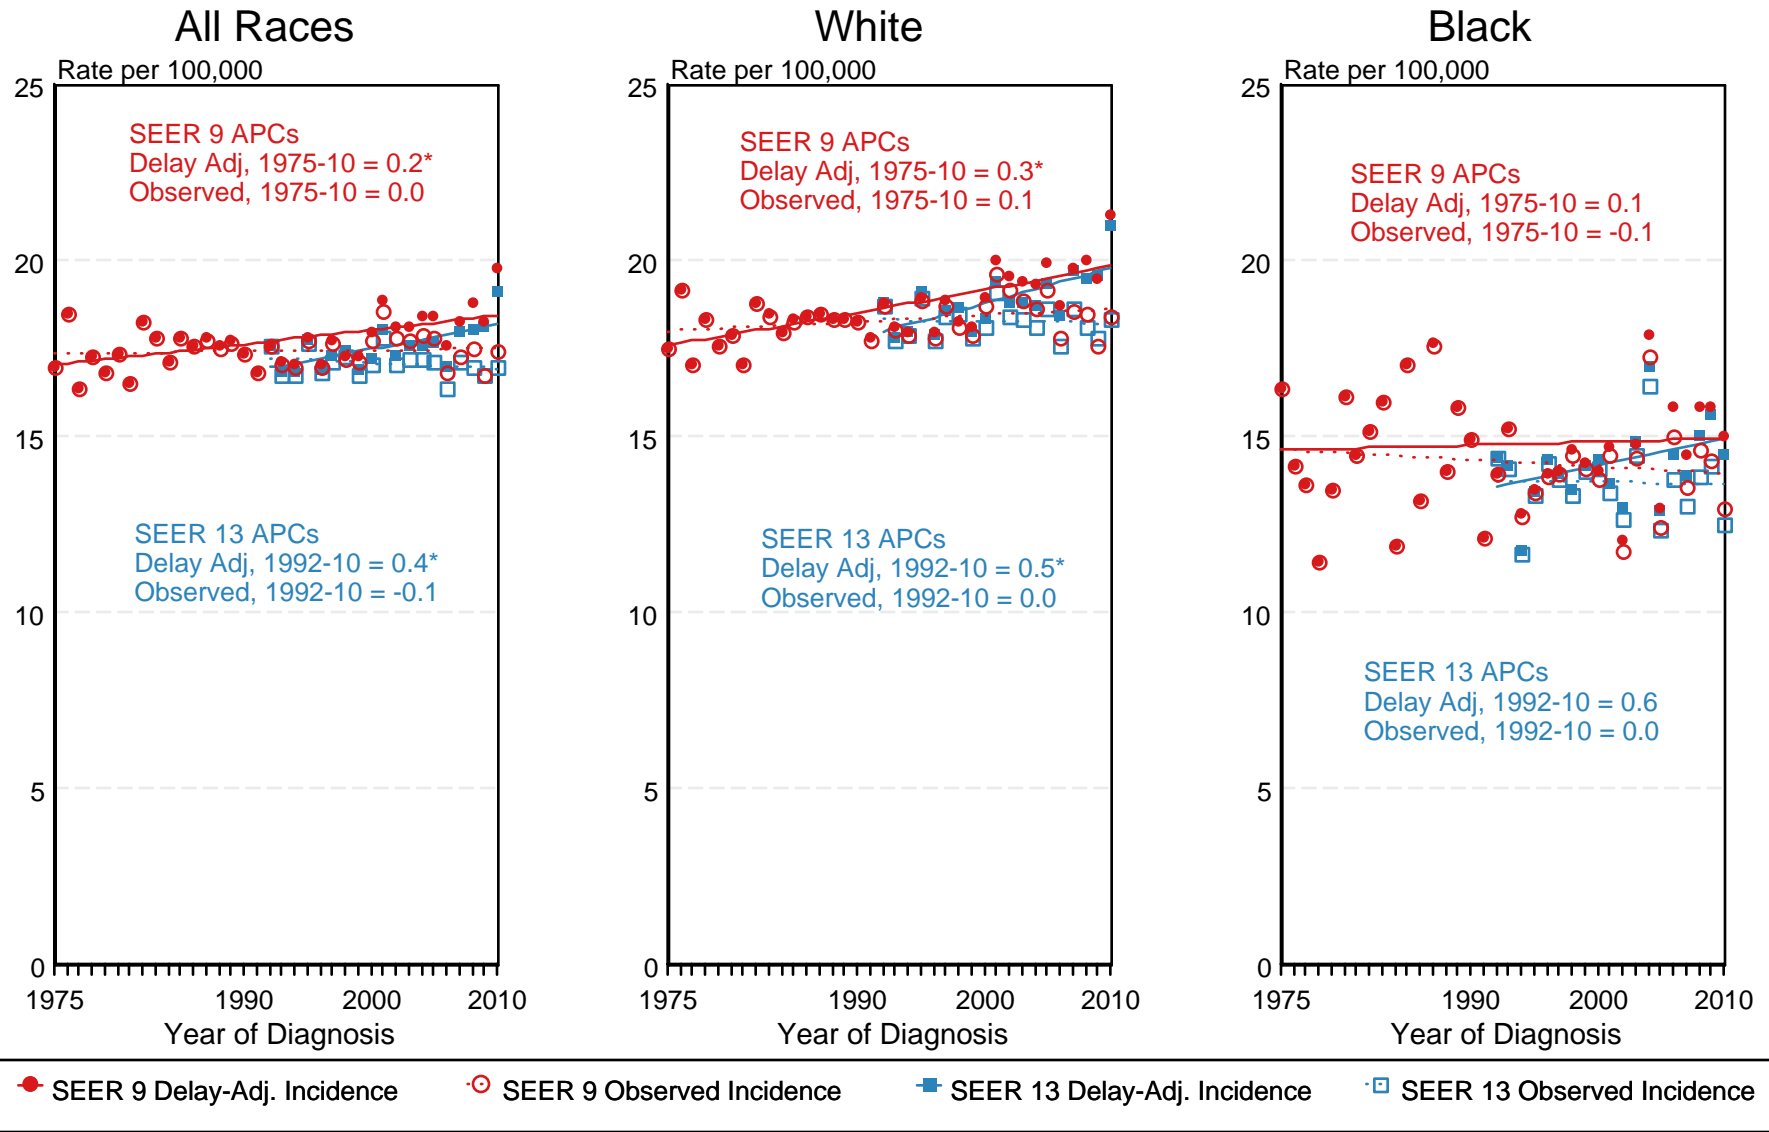 All Races
Rate per 100,000
25
20
15
10
5
0
SEER 9 APCs
Delay Adj, 1975-10 = 0.2*
Observed, 1975-10 = 0.0
SEER 13 APCs
Delay Adj, 1992-10 = 0.4*
Observed, 1992-10 = -0.1
1975 1990 2000 2010
Year of Diagnosis
White
Rate per 100,000
25
20
15
10
5
0
SEER 9 APCs
Delay Adj, 1975-10 = 0.3*
Observed, 1975-10 = 0.1
SEER 13 APCs
Delay Adj, 1992-10 = 0.5*
Observed, 1992-10 = 0.0
1975 1990 2000 2010
Year of Diagnosis
Black
Rate per 100,000
25
20
15
10
5
0
SEER 9 APCs
Delay Adj, 1975-10 = 0.1
Observed, 1975-10 = -0.1
SEER 13 APCs
Delay Adj, 1992-10 = 0.6
Observed, 1992-10 = 0.0
1975 1990 2000 2010
Year of Diagnosis
SEER 9 Delay-Adj. Incidence SEER 9 Observed Incidence SEER 13 Delay-Adj. Incidence SEER 13 Observed Incidence